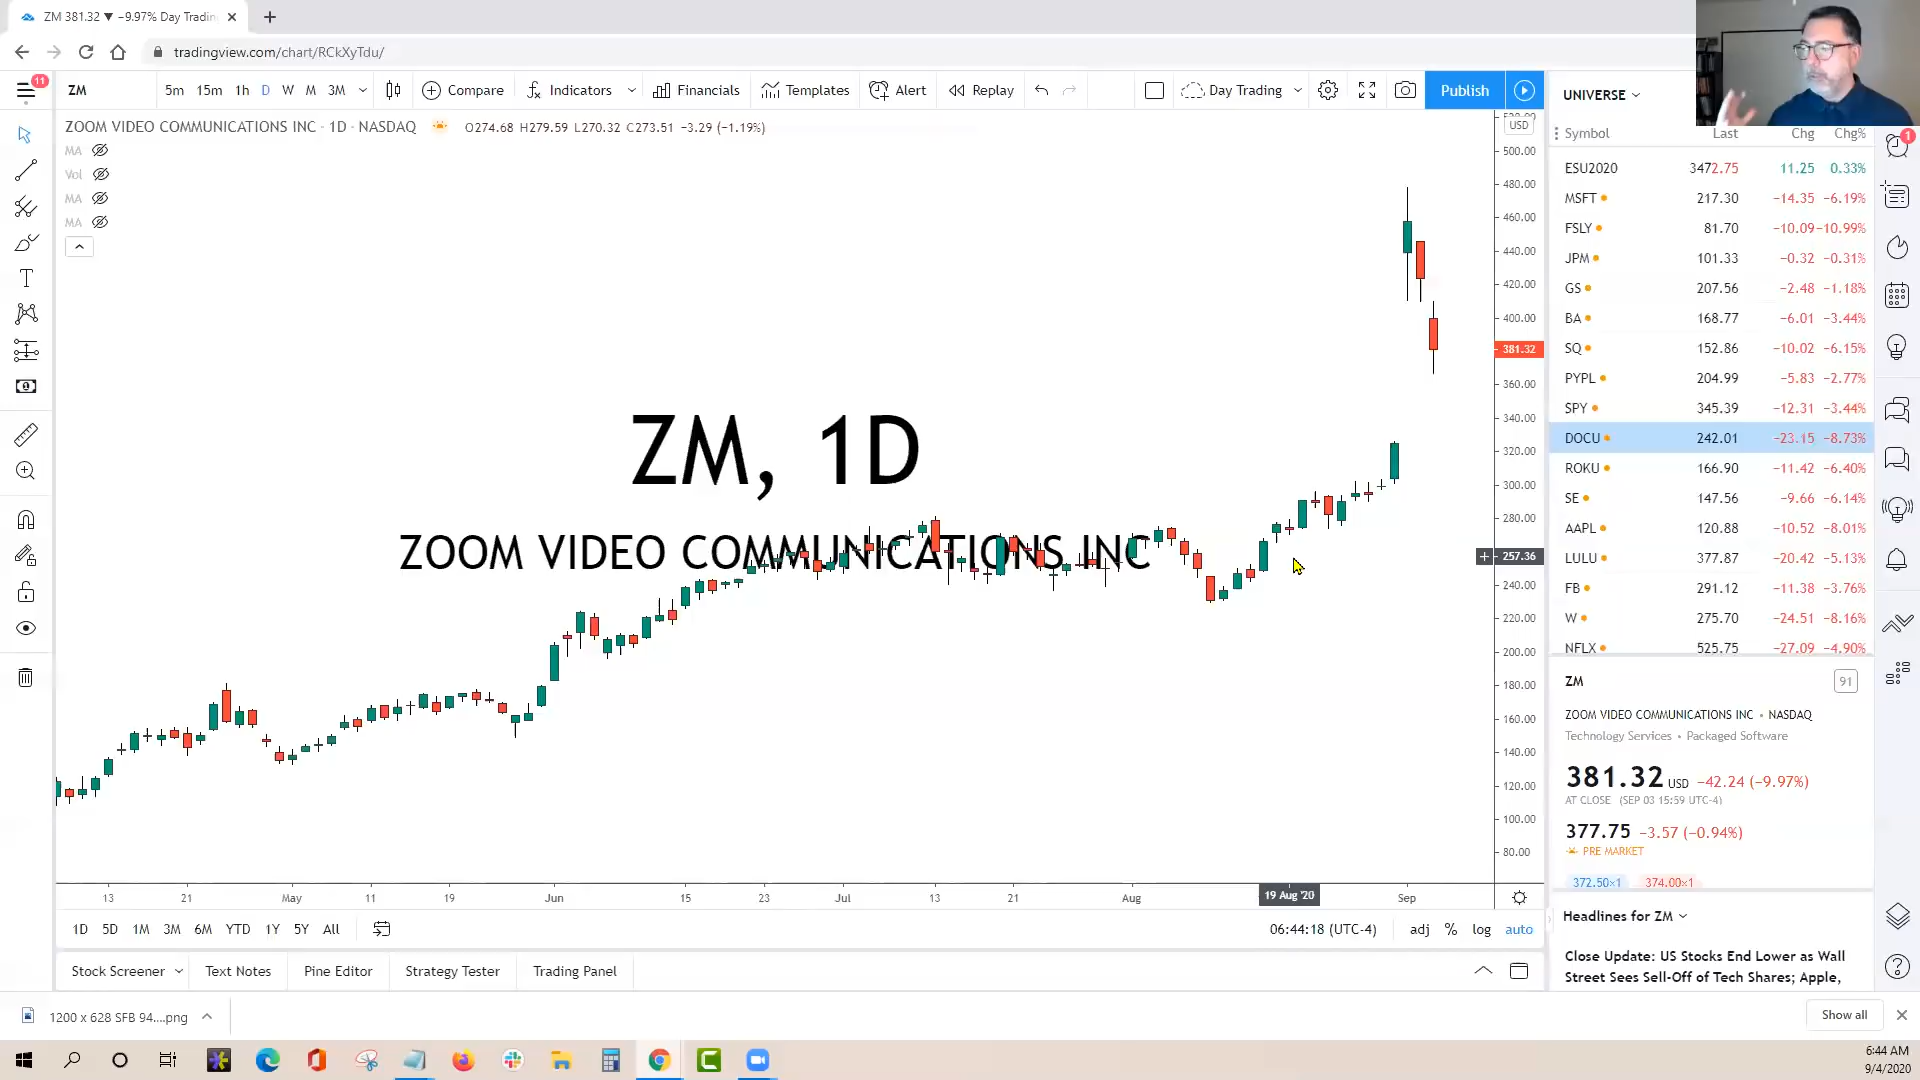 ZM 381.32 ▼ −9.97% Day Tradin
tradingview.com/chart/RCkXyTdu/
11
ZM
5m 15m 1h D W M 3M
Compare
Indicators
Financials
Templates
Alert
Replay
Day Trading
Publish
ZOOM VIDEO COMMUNICATIONS INC · 1D · NASDAQ O274.68 H279.59 L270.32 C273.51 −3.29 (−1.19%)
MA
Vol
MA
MA
ZM, 1D
ZOOM VIDEO COMMUNICATIONS INC
USD
500.00
480.00
460.00
440.00
420.00
400.00
381.32
360.00
340.00
320.00
300.00
280.00
257.36
240.00
220.00
200.00
180.00
160.00
140.00
120.00
100.00
80.00
13 21 May 11 19 Jun 15 23 Jul 13 21 Aug 19 Aug '20 Sep
1D 5D 1M 3M 6M YTD 1Y 5Y All
06:44:18 (UTC-4) adj % log auto
Stock Screener Text Notes Pine Editor Strategy Tester Trading Panel
UNIVERSE
Symbol Last Chg Chg%
1
ESU2020 3472.75 11.25 0.33%
MSFT 217.30 −14.35 −6.19%
FSLY 81.70 −10.09 −10.99%
JPM 101.33 −0.32 −0.31%
GS 207.56 −2.48 −1.18%
BA 168.77 −6.01 −3.44%
SQ 152.86 −10.02 −6.15%
PYPL 204.99 −5.83 −2.77%
SPY 345.39 −12.31 −3.44%
DOCU 242.01 −23.15 −8.73%
ROKU 166.90 −11.42 −6.40%
SE 147.56 −9.66 −6.14%
AAPL 120.88 −10.52 −8.01%
LULU 377.87 −20.42 −5.13%
FB 291.12 −11.38 −3.76%
W 275.70 −24.51 −8.16%
NFLX 525.75 −27.09 −4.90%
ZM
91
ZOOM VIDEO COMMUNICATIONS INC • NASDAQ
Technology Services • Packaged Software
381.32 USD −42.24 (−9.97%)
AT CLOSE (SEP 03 15:59 UTC-4)
377.75 −3.57 (−0.94%)
PRE MARKET
372.50×1 374.00×1
Headlines for ZM
Close Update: US Stocks End Lower as Wall
Street Sees Sell-Off of Tech Shares; Apple,
1200 x 628 SFB 94....png
Show all
6:44 AM
9/4/2020